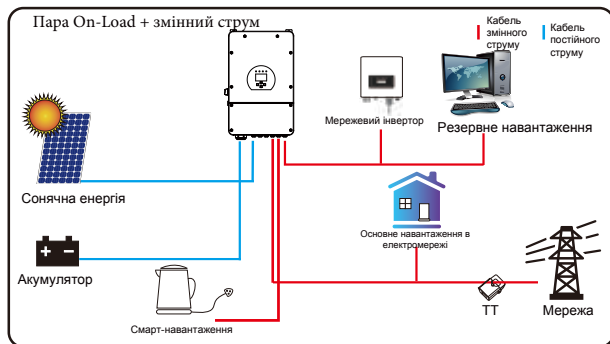 Пара On-Load + змінний струм
Кабель
змінного
струму
Кабель
постійного
струму
Мережевий інвертор
Резервне навантаження
Сонячна енергія
Основне навантаження в
електромережі
Акумулятор
ТТ
Мережа
Смарт-навантаження